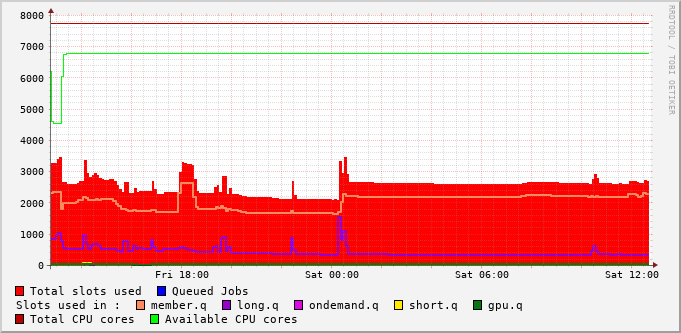 RRDTOOL / TOBI OETIKER
8000
7000
6000
5000
4000
3000
2000
1000
0
Fri 18:00 Sat 00:00 Sat 06:00 Sat 12:00
Total slots used Queued Jobs
Slots used in : member.q long.q ondemand.q short.q gpu.q
Total CPU cores Available CPU cores